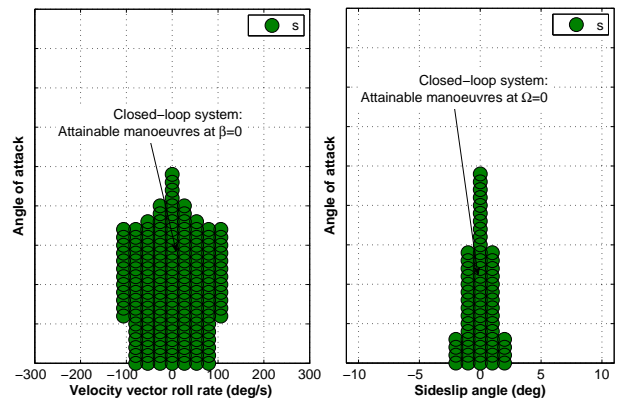 s
Closed−loop system:
Attainable manoeuvres at β=0
Angle of attack
−300 −200 −100 0 100 200 300
Velocity vector roll rate (deg/s)
s
Closed−loop system:
Attainable manoeuvres at Ω=0
Angle of attack
−10 −5 0 5 10
Sideslip angle (deg)